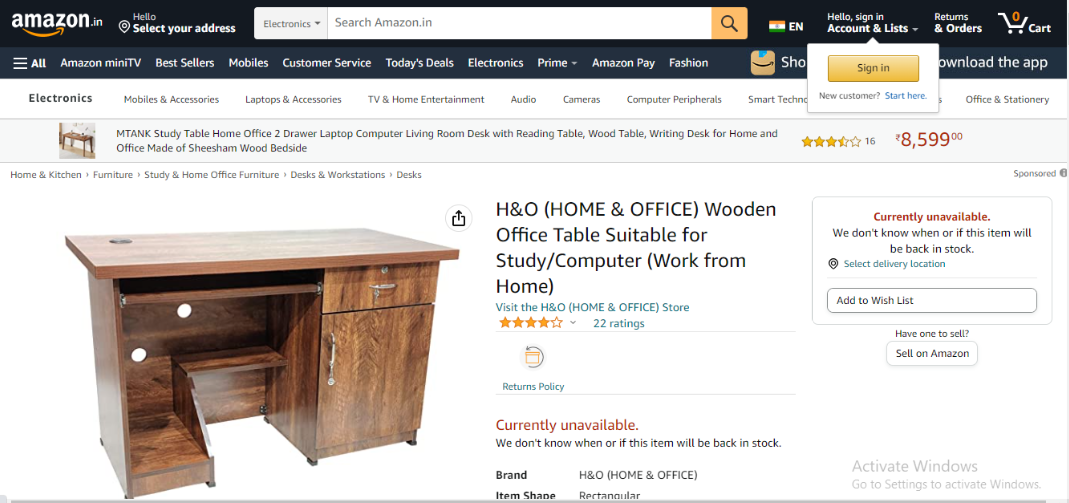 amazon.in
Hello
Select your address
Electronics
Search Amazon.in
EN
Hello, sign in
Account & Lists
Returns
& Orders
0
Cart
All
Amazon miniTV
Best Sellers
Mobiles
Customer Service
Today's Deals
Electronics
Prime
Amazon Pay
Fashion
Sho
ownload the app
Sign in
New customer? Start here.
Electronics
Mobiles & Accessories
Laptops & Accessories
TV & Home Entertainment
Audio
Cameras
Computer Peripherals
Smart Techno
s
Office & Stationery
MTANK Study Table Home Office 2 Drawer Laptop Computer Living Room Desk with Reading Table, Wood Table, Writing Desk for Home and
Office Made of Sheesham Wood Bedside
16
₹8,59900
Home & Kitchen › Furniture › Study & Home Office Furniture › Desks & Workstations › Desks
Sponsored
H&O (HOME & OFFICE) Wooden
Office Table Suitable for
Study/Computer (Work from
Home)
Visit the H&O (HOME & OFFICE) Store
22 ratings
Returns Policy
Currently unavailable.
We don't know when or if this item will be back in stock.
Brand H&O (HOME & OFFICE)
Item Shape Rectangular
Currently unavailable.
We don't know when or if this item will
be back in stock.
Select delivery location
Add to Wish List
Have one to sell?
Sell on Amazon
Activate Windows
Go to Settings to activate Windows.